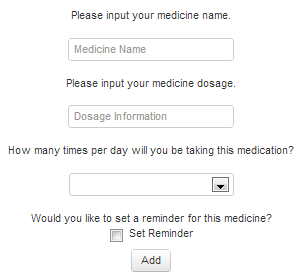 Please input your medicine name.
Medicine Name
Please input your medicine dosage.
Dosage Information
How many times per day will you be taking this medication?
Would you like to set a reminder for this medicine?
Set Reminder
Add